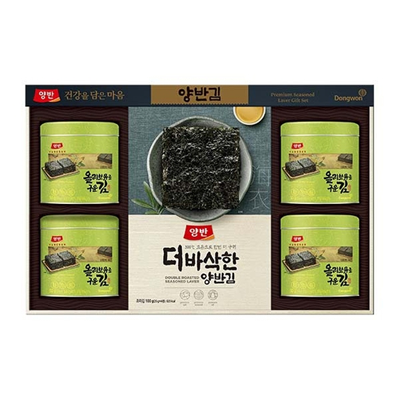 양반 건강을 담은 마음
양반김
Premium Seasoned
Laver Gift Set
Dongwon
양반
더바삭한
양반김
DOUBLE ROASTED
SEASONED LAVER
양반
올리브유로
구운김
양반
올리브유로
구운김
양반
올리브유로
구운김
양반
올리브유로
구운김